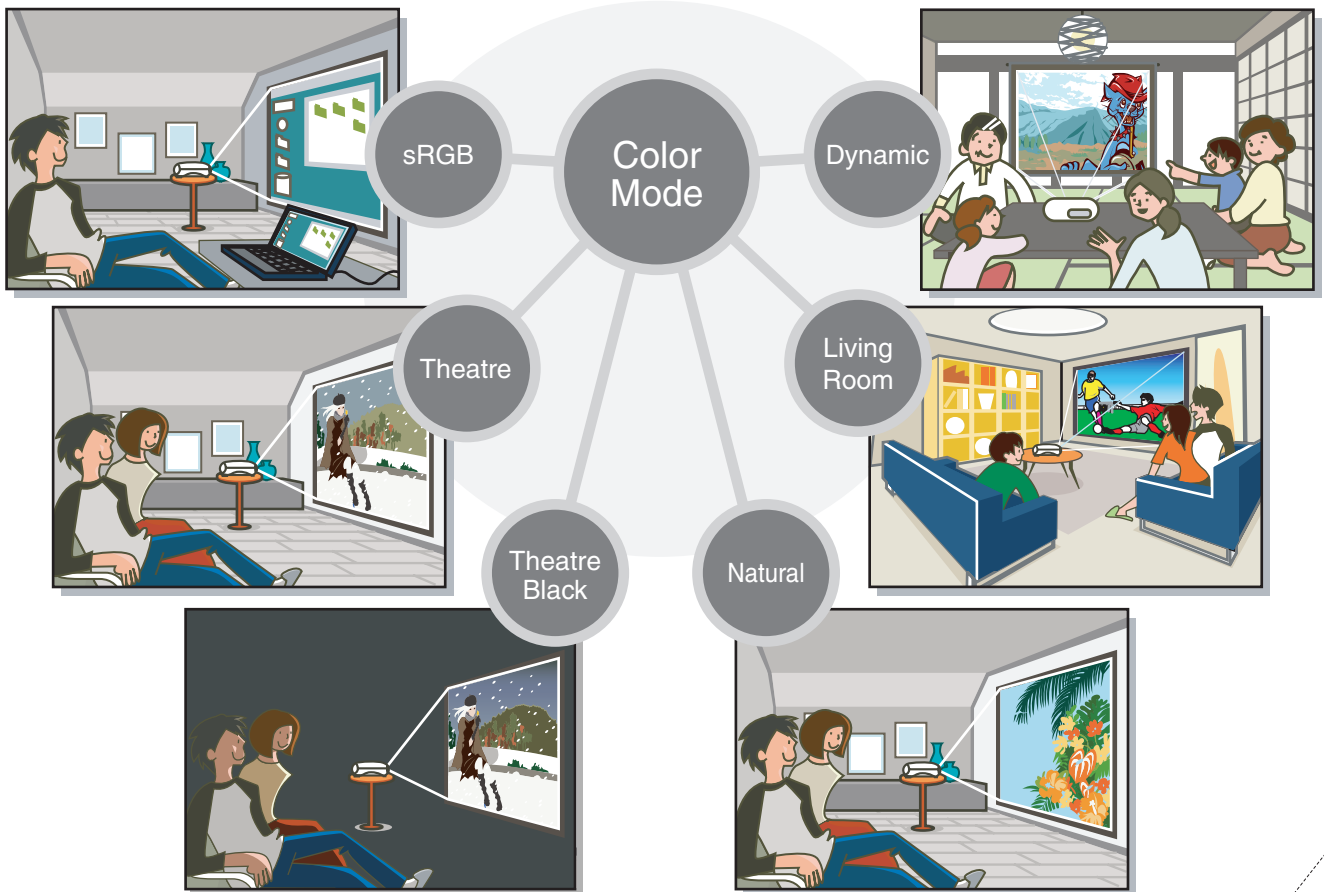 Color
Mode
sRGB
Dynamic
Theatre
Living
Room
Theatre
Black
Natural